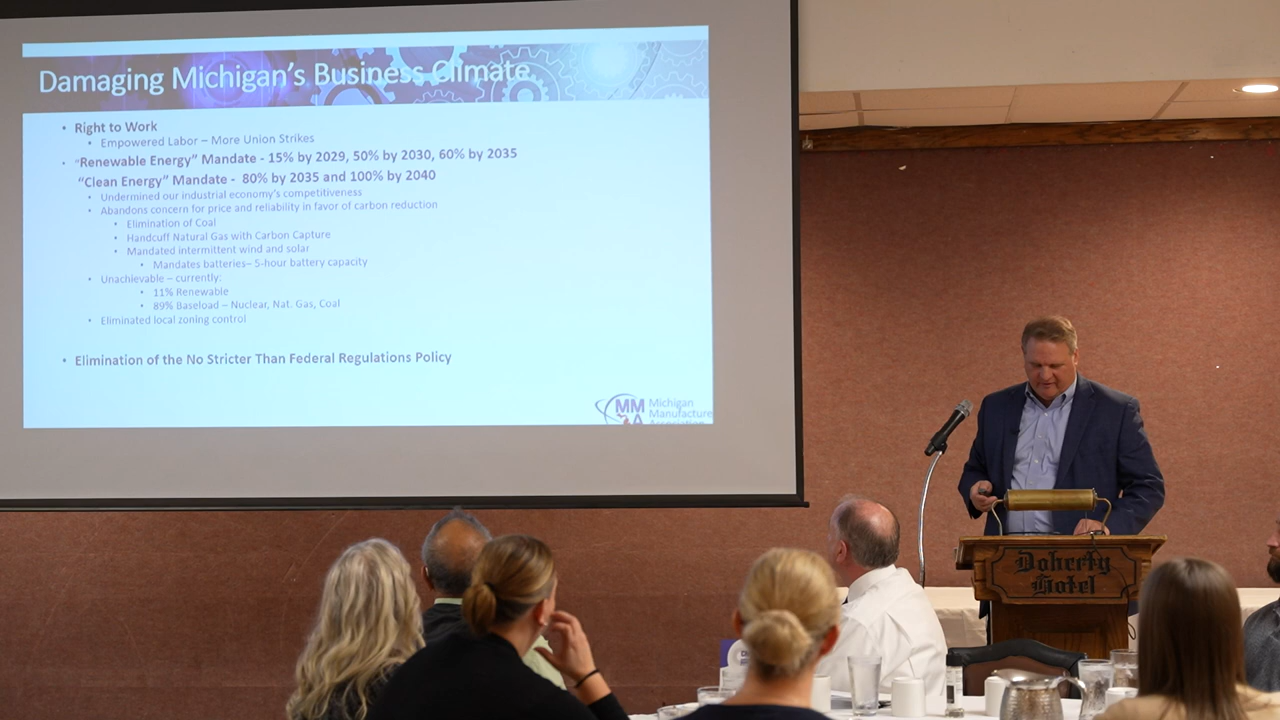 Damaging Michigan's Business Climate
• Right to Work
• Empowered Labor – More Union Strikes
• "Renewable Energy" Mandate - 15% by 2029, 50% by 2030, 60% by 2035
"Clean Energy" Mandate - 80% by 2035 and 100% by 2040
• Undermined our industrial economy's competitiveness
• Abandons concern for price and reliability in favor of carbon reduction
• Elimination of Coal
• Handcuff Natural Gas with Carbon Capture
• Mandated intermittent wind and solar
• Mandates batteries– 5-hour battery capacity
• Unachievable – currently:
• 11% Renewable
• 89% Baseload – Nuclear, Nat. Gas, Coal
• Eliminated local zoning control
• Elimination of the No Stricter Than Federal Regulations Policy
MMA
Michigan
Manufacture
Association
Doherty
Hotel